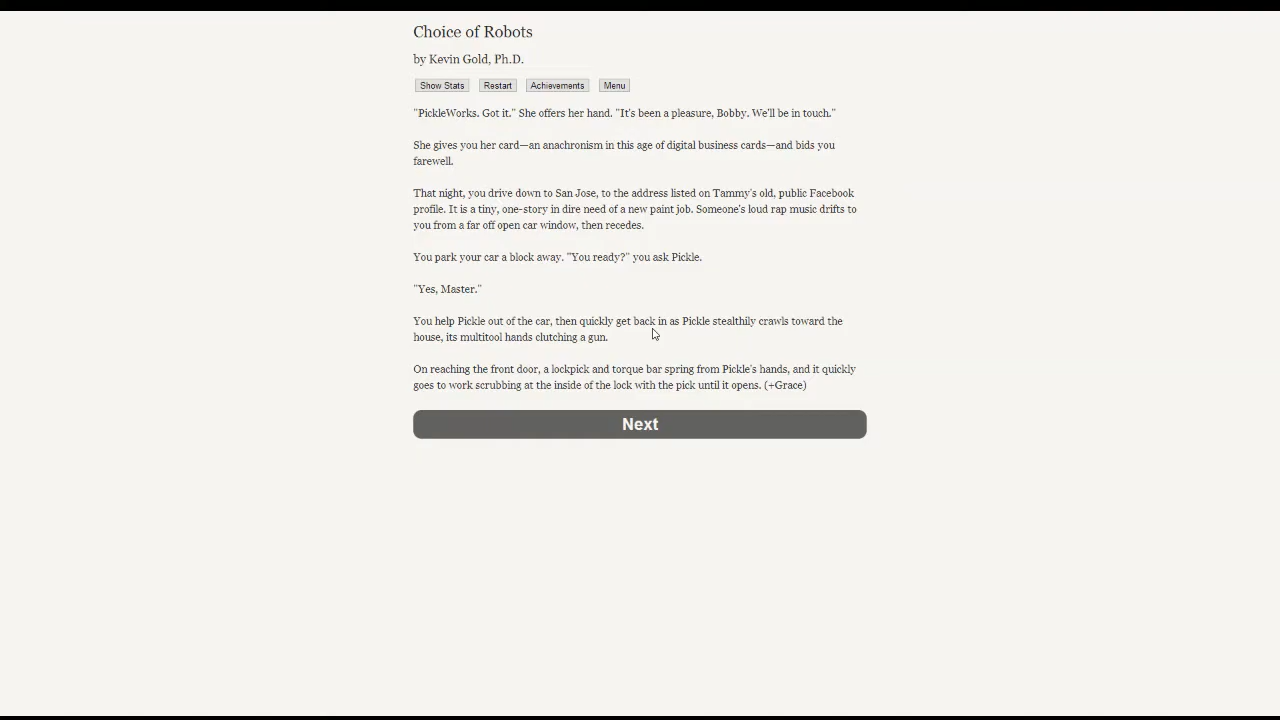 Choice of Robots
by Kevin Gold, Ph.D.
Show Stats Restart Achievements Menu
"PickleWorks. Got it." She offers her hand. "It's been a pleasure, Bobby. We'll be in touch."
She gives you her card—an anachronism in this age of digital business cards—and bids you
farewell.
That night, you drive down to San Jose, to the address listed on Tammy's old, public Facebook
profile. It is a tiny, one-story in dire need of a new paint job. Someone's loud rap music drifts to
you from a far off open car window, then recedes.
You park your car a block away. "You ready?" you ask Pickle.
"Yes, Master."
You help Pickle out of the car, then quickly get back in as Pickle stealthily crawls toward the
house, its multitool hands clutching a gun.
On reaching the front door, a lockpick and torque bar spring from Pickle's hands, and it quickly
goes to work scrubbing at the inside of the lock with the pick until it opens. (+Grace)
Next